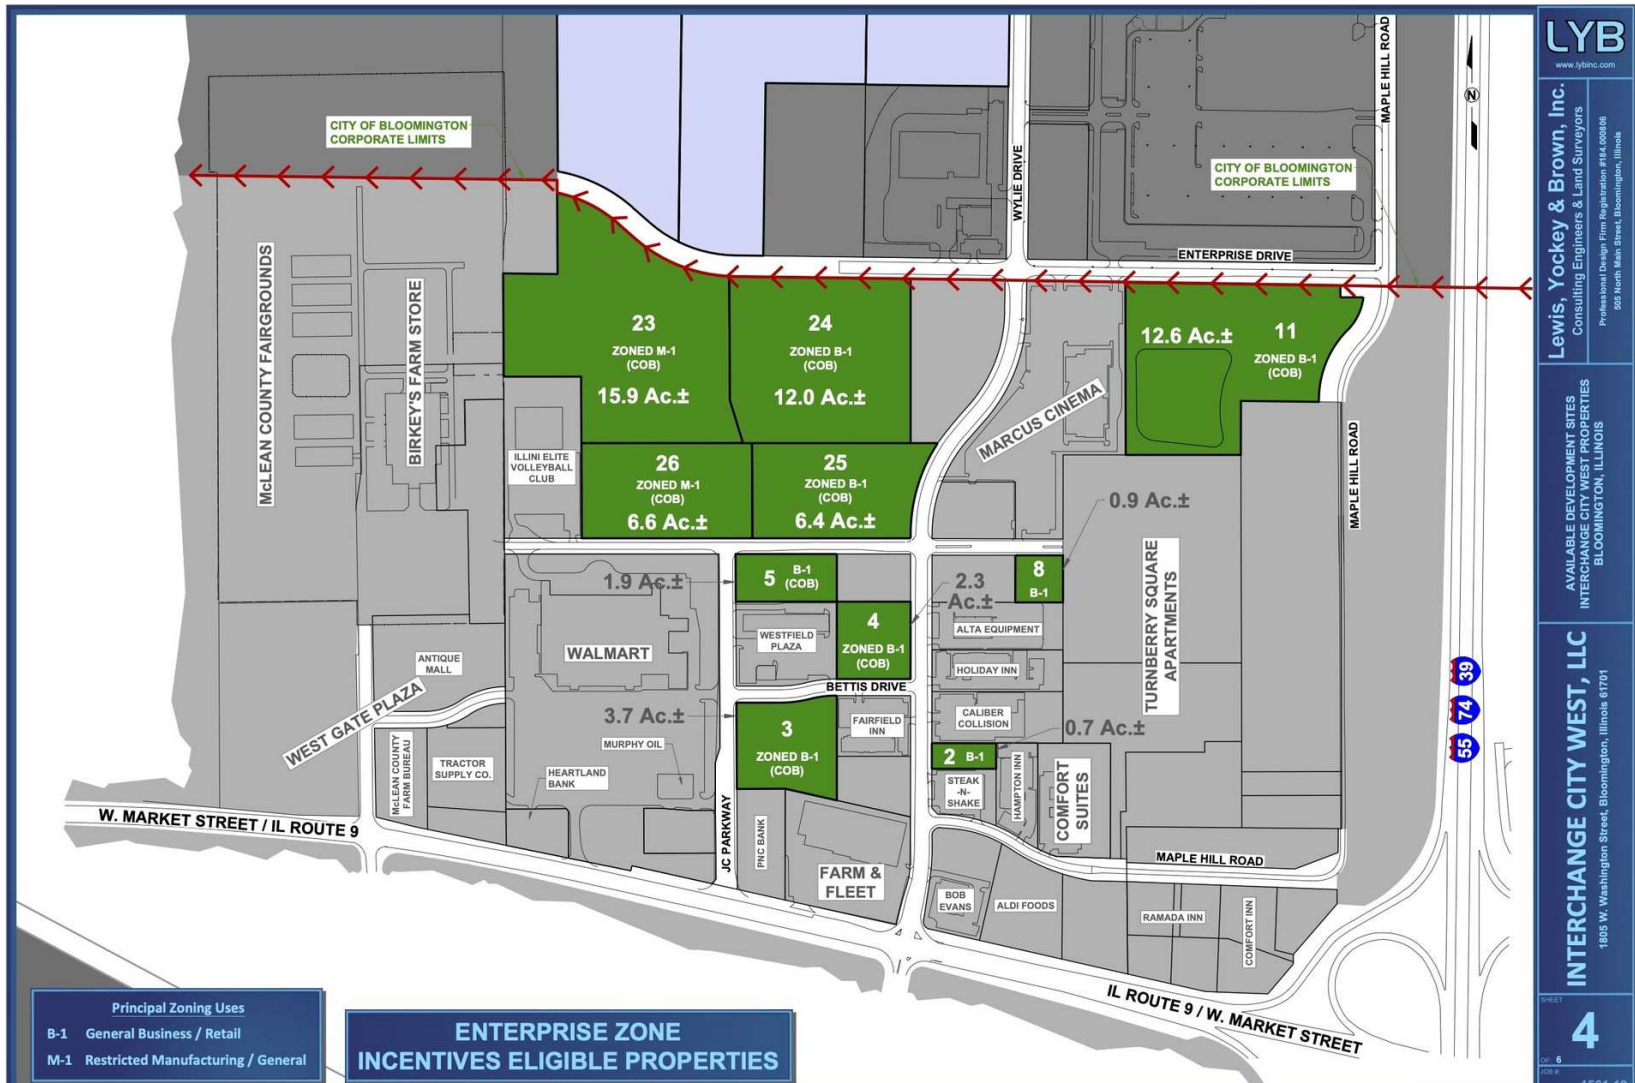 CITY OF BLOOMINGTON
CORPORATE LIMITS
CITY OF BLOOMINGTON
CORPORATE LIMITS
WYLIE DRIVE
MAPLE HILL ROAD
ENTERPRISE DRIVE
McLEAN COUNTY FAIRGROUNDS
BIRKEY'S FARM STORE
23
ZONED M-1
(COB)
15.9 Ac.±
24
ZONED B-1
(COB)
12.0 Ac.±
12.6 Ac.±
11
ZONED B-1
(COB)
MARCUS CINEMA
ILLINI ELITE
VOLLEYBALL
CLUB
26
ZONED M-1
(COB)
6.6 Ac.±
25
ZONED B-1
(COB)
6.4 Ac.±
MAPLE HILL ROAD
0.9 Ac.±
1.9 Ac.±
5
B-1
(COB)
2.3
Ac.±
8
B-1
4
ZONED B-1
(COB)
WESTFIELD
PLAZA
WALMART
ALTA EQUIPMENT
TURNBERRY SQUARE
APARTMENTS
ANTIQUE
MALL
WEST GATE PLAZA
HOLIDAY INN
BETTIS DRIVE
3.7 Ac.±
3
ZONED B-1
(COB)
FAIRFIELD
INN
CALIBER
COLLISION
0.7 Ac.±
2 B-1
MURPHY OIL
McLEAN COUNTY
FARM BUREAU
TRACTOR
SUPPLY CO.
HEARTLAND
BANK
STEAK
-N-
SHAKE
HAMPTON INN
COMFORT
SUITES
W. MARKET STREET / IL ROUTE 9
JC PARKWAY
PNC BANK
FARM &
FLEET
MAPLE HILL ROAD
BOB
EVANS
ALDI FOODS
RAMADA INN
COMFORT INN
IL ROUTE 9 / W. MARKET STREET
39
74
55
N
Principal Zoning Uses
B-1 General Business / Retail
M-1 Restricted Manufacturing / General
ENTERPRISE ZONE
INCENTIVES ELIGIBLE PROPERTIES
LYB
www.lybinc.com
Lewis, Yockey & Brown, Inc.
Consulting Engineers & Land Surveyors
Professional Design Firm Registration #184.000806
505 North Main Street, Bloomington, Illinois
AVAILABLE DEVELOPMENT SITES
INTERCHANGE CITY WEST PROPERTIES
BLOOMINGTON, ILLINOIS
INTERCHANGE CITY WEST, LLC
1805 W. Washington Street, Bloomington, Illinois 61701
SHEET
4
OF: 6
JOB #: